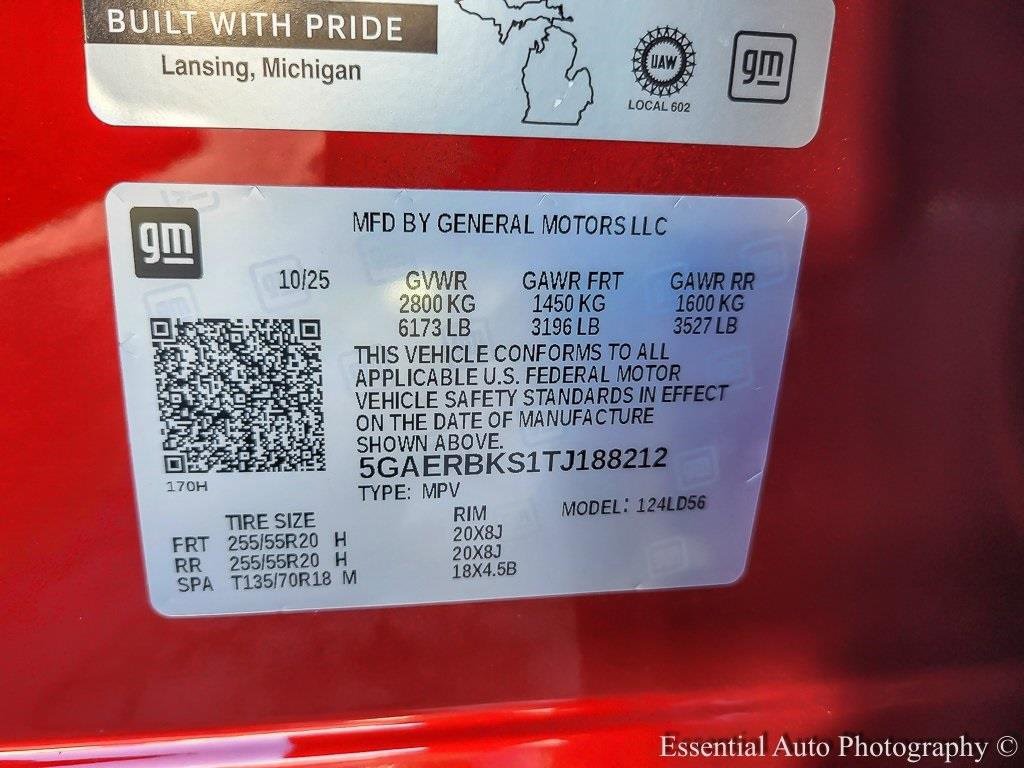 BUILT WITH PRIDE
Lansing, Michigan
UAW
LOCAL 602
gm
gm
MFD BY GENERAL MOTORS LLC
10/25 GVWR GAWR FRT GAWR RR
2800 KG 1450 KG 1600 KG
6173 LB 3196 LB 3527 LB
THIS VEHICLE CONFORMS TO ALL
APPLICABLE U.S. FEDERAL MOTOR
VEHICLE SAFETY STANDARDS IN EFFECT
ON THE DATE OF MANUFACTURE
SHOWN ABOVE.
5GAERBKS1TJ188212
170H
TYPE: MPV
MODEL: 124LD56
TIRE SIZE RIM
FRT 255/55R20 H 20X8J
RR 255/55R20 H 20X8J
SPA T135/70R18 M 18X4.5B
Essential Auto Photography ©